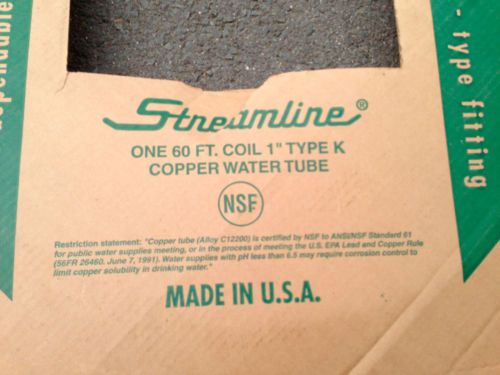 Streamline®
ONE 60 FT. COIL 1" TYPE K
COPPER WATER TUBE
NSF
Restriction statement: "Copper tube (Alloy C12200) is certified by NSF to ANSI/NSF Standard 61
for public water supplies meeting, or in the process of meeting the U.S. EPA Lead and Copper Rule
(56FR 26460, June 7, 1991). Water supplies with pH less than 6.5 may require corrosion control to
limit copper solubility in drinking water."
MADE IN U.S.A.
- type fitting